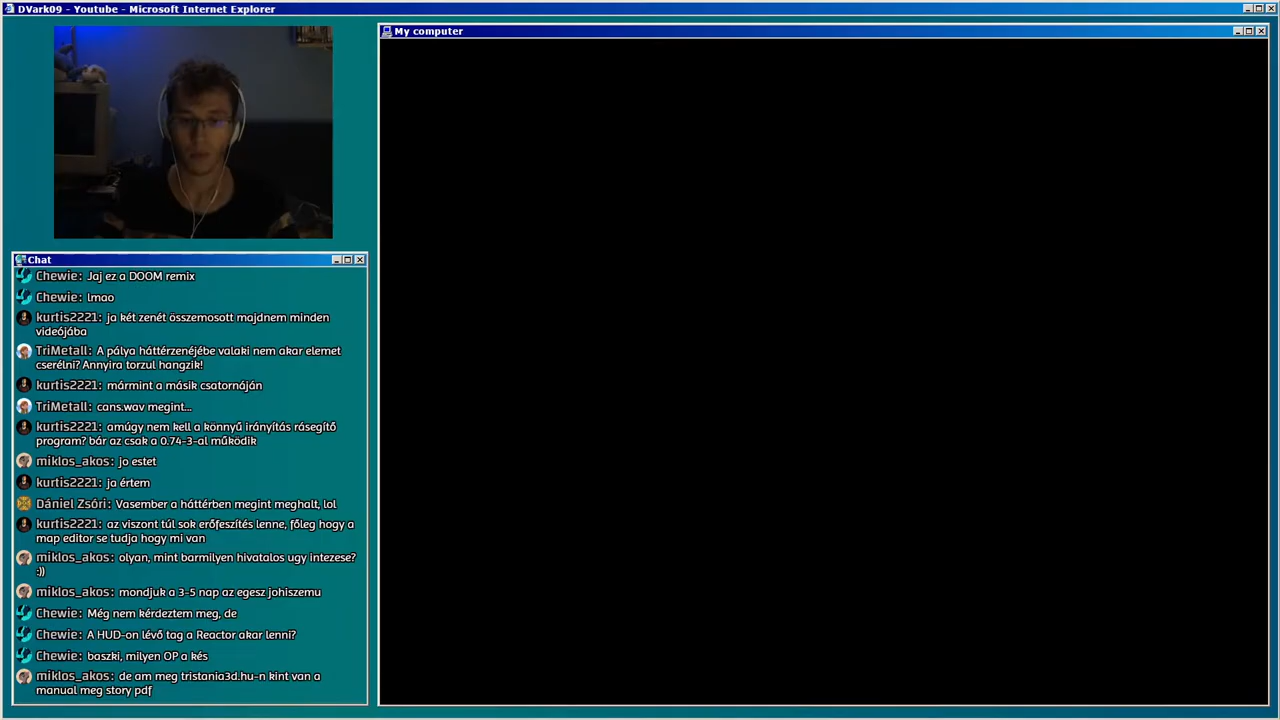 DVark09 - Youtube - Microsoft Internet Explorer
My computer
Chat
Chewie: Jaj ez a DOOM remix
Chewie: lmao
kurtis2221: ja két zenét összemosott majdnem minden
videójába
TriMetall: A pálya háttérzenéjébe valaki nem akar elemet
cserélni? Annyira torzul hangzik!
kurtis2221: mármint a másik csatornáján
TriMetall: cans.wav megint...
kurtis2221: amúgy nem kell a könnyű irányítás rásegítő
program? bár az csak a 0.74-3-al működik
miklos_akos: jo estet
kurtis2221: ja értem
Dániel Zsóri: Vasember a háttérben megint meghalt, lol
kurtis2221: az viszont túl sok erőfeszítés lenne, főleg hogy a
map editor se tudja hogy mi van
miklos_akos: olyan, mint barmilyen hivatalos ugy intezese?
:))
miklos_akos: mondjuk a 3-5 nap az egesz johiszemu
Chewie: Még nem kérdeztem meg, de
Chewie: A HUD-on lévő tag a Reactor akar lenni?
Chewie: baszki, milyen OP a kés
miklos_akos: de am meg tristania3d.hu-n kint van a
manual meg story pdf